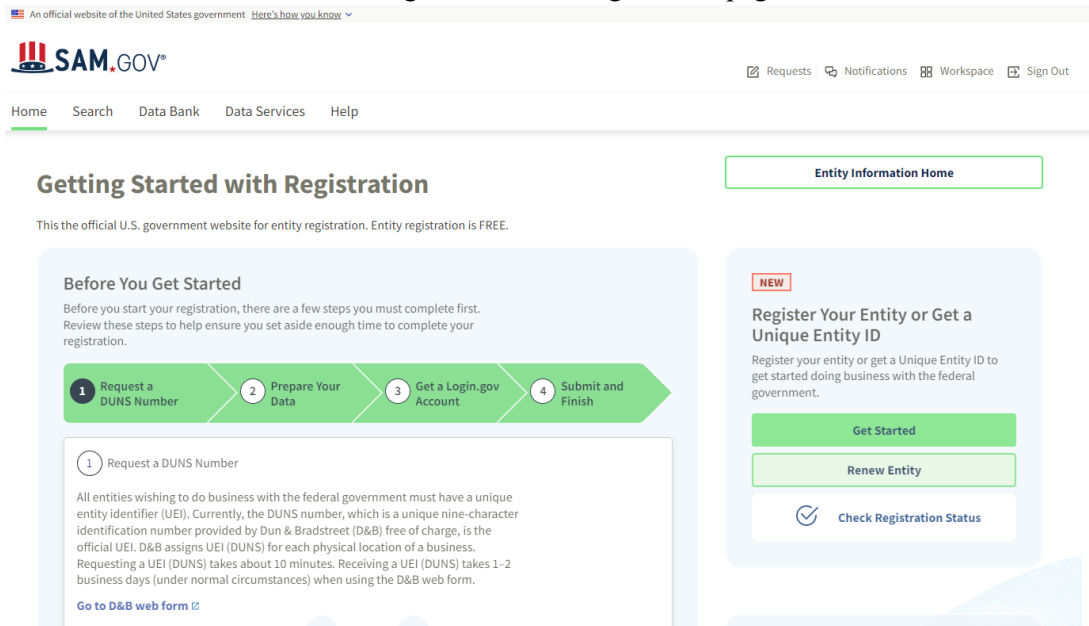 An official website of the United States government Here's how you know
SAM.GOV®
Requests Notifications Workspace Sign Out
Home Search Data Bank Data Services Help
Getting Started with Registration
Entity Information Home
This the official U.S. government website for entity registration. Entity registration is FREE.
Before You Get Started
Before you start your registration, there are a few steps you must complete first.
Review these steps to help ensure you set aside enough time to complete your
registration.
1 Request a
DUNS Number
2 Prepare Your
Data
3 Get a Login.gov
Account
4 Submit and
Finish
1 Request a DUNS Number
All entities wishing to do business with the federal government must have a unique
entity identifier (UEI). Currently, the DUNS number, which is a unique nine-character
identification number provided by Dun & Bradstreet (D&B) free of charge, is the
official UEI. D&B assigns UEI (DUNS) for each physical location of a business.
Requesting a UEI (DUNS) takes about 10 minutes. Receiving a UEI (DUNS) takes 1–2
business days (under normal circumstances) when using the D&B web form.
Go to D&B web form
NEW
Register Your Entity or Get a
Unique Entity ID
Register your entity or get a Unique Entity ID to
get started doing business with the federal
government.
Get Started
Renew Entity
Check Registration Status